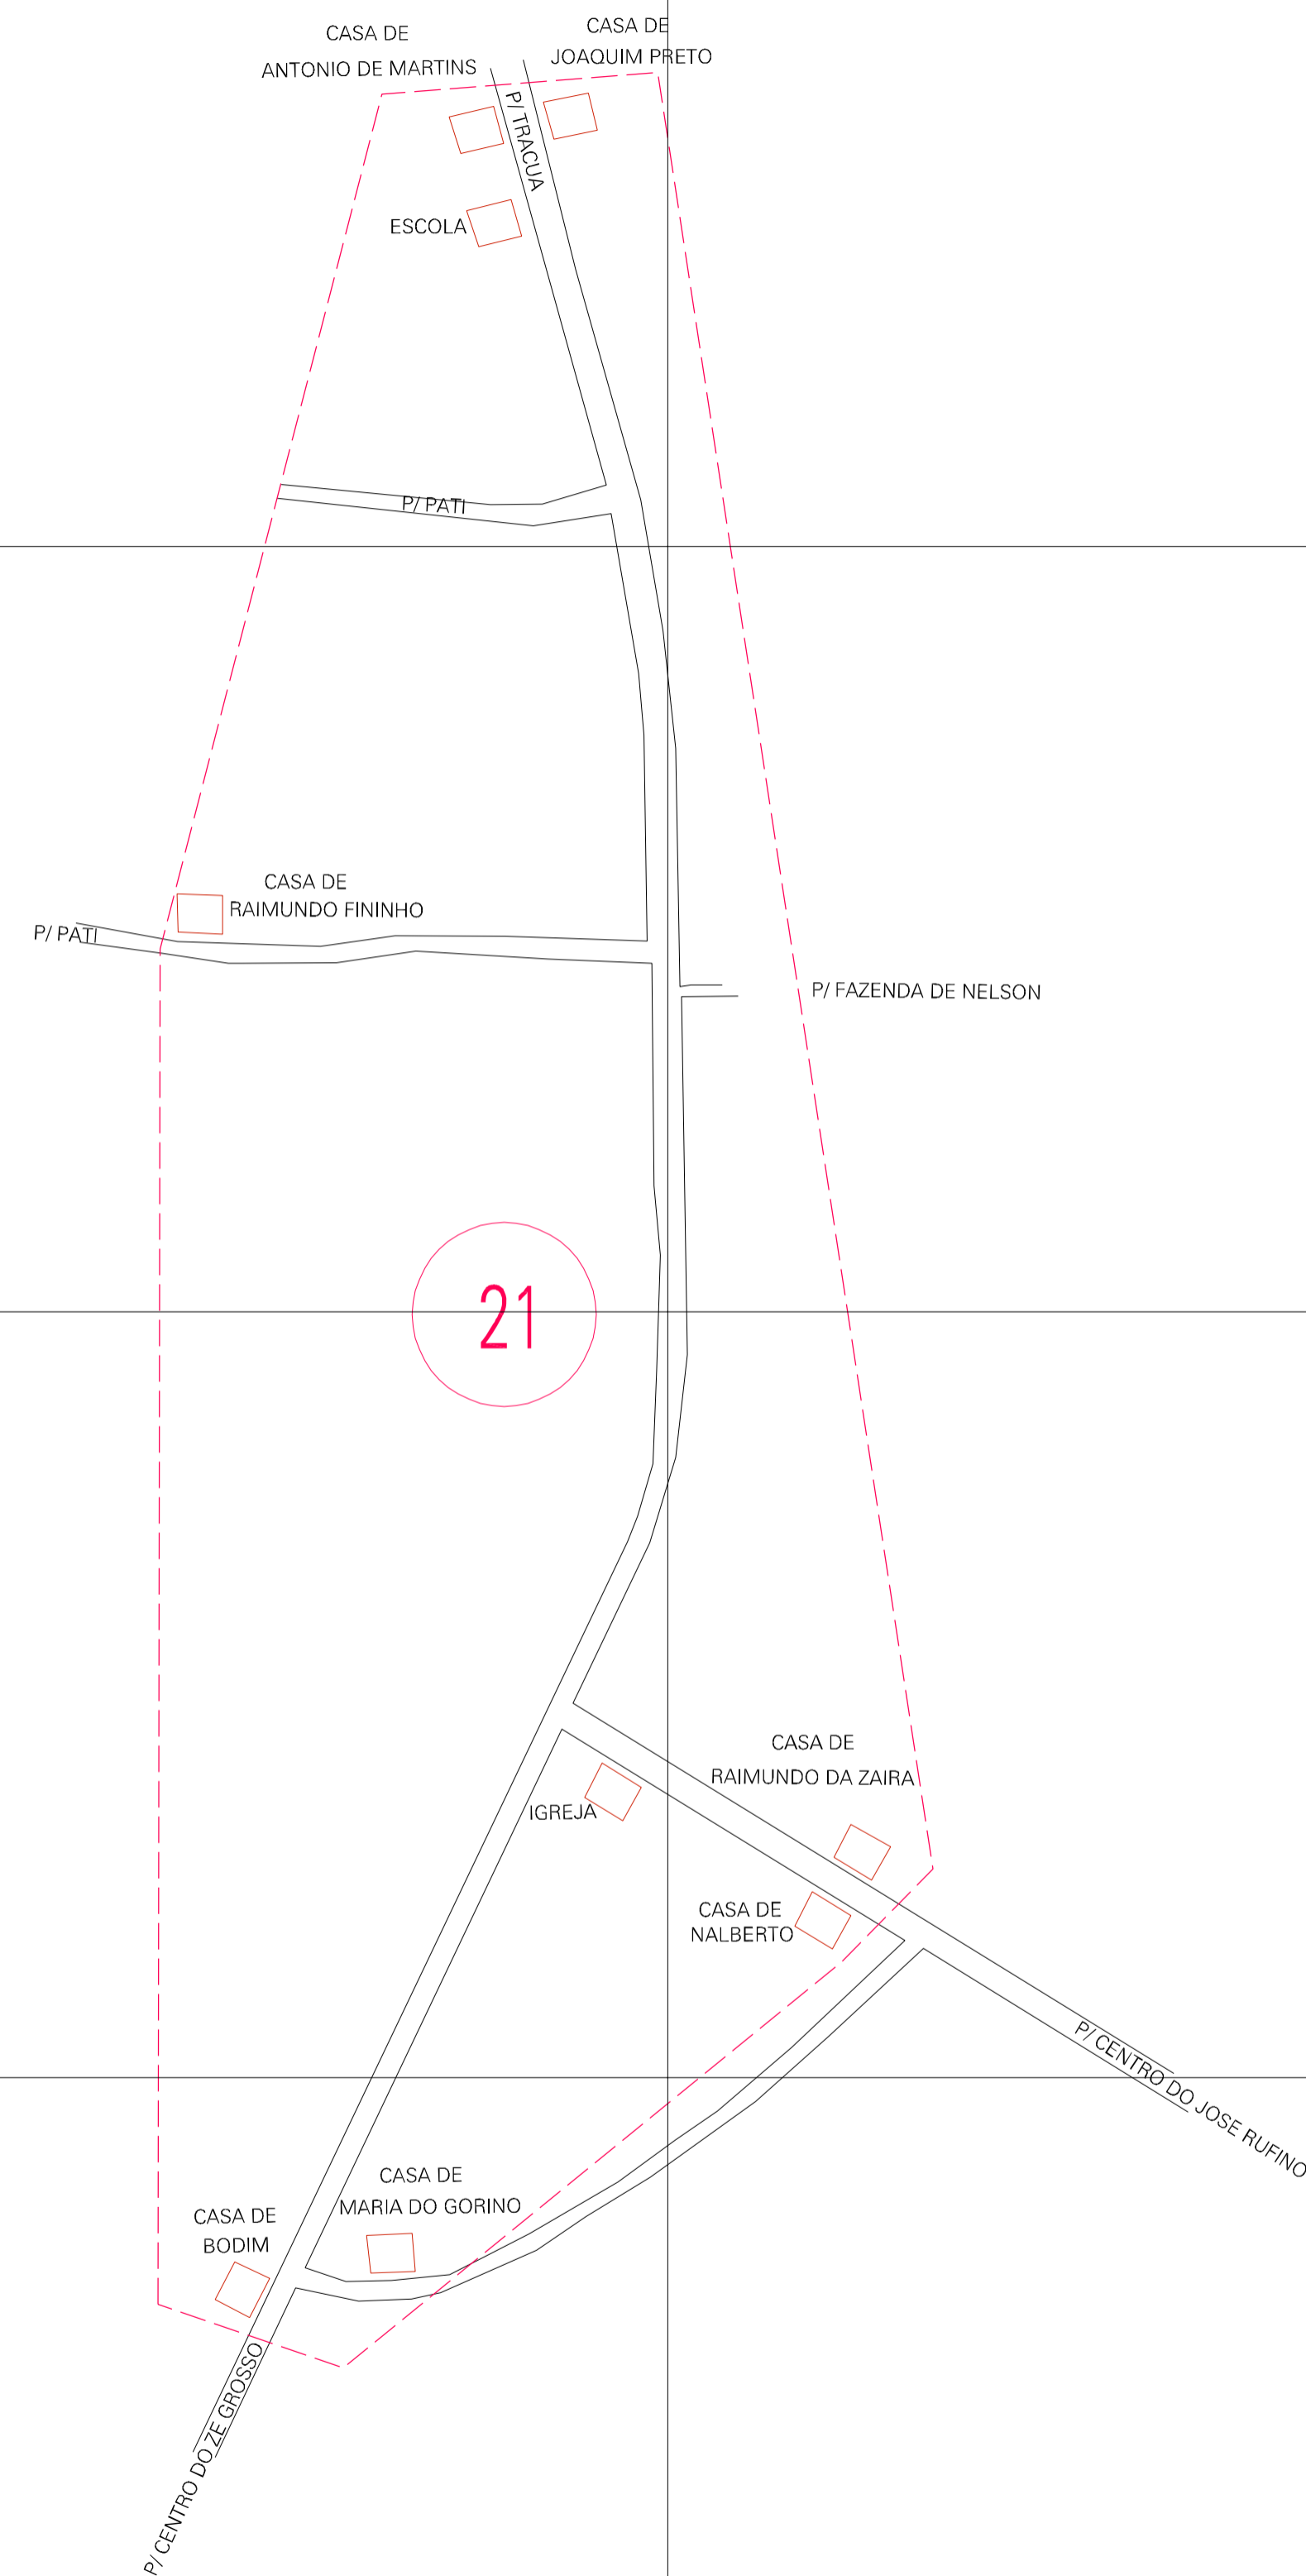 CASA DE
ANTONIO DE MARTINS
CASA DE
JOAQUIM PRETO
P/ TRACUA
ESCOLA
P/ PATI
CASA DE
RAIMUNDO FININHO
P/ PATI
P/ FAZENDA DE NELSON
21
CASA DE
RAIMUNDO DA ZAIRA
IGREJA
CASA DE
NALBERTO
P/ CENTRO DO JOSE RUFINO
CASA DE
MARIA DO GORINO
CASA DE
BODIM
P/ CENTRO DO ZE GROSSO